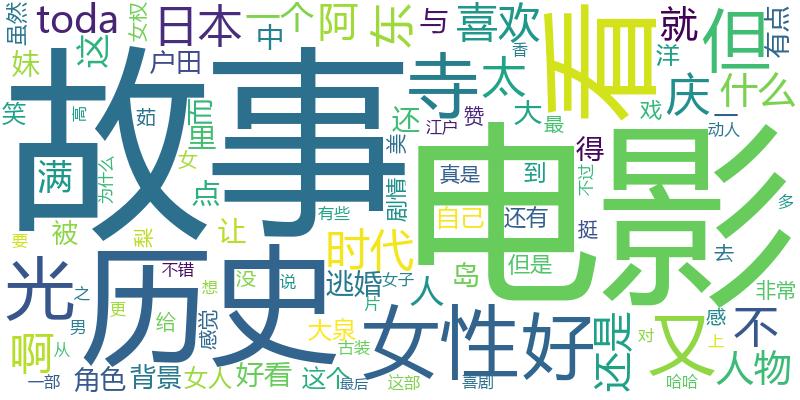 虽然
toda
女权
日本
一个
阿
东
与
喜欢
就
但
有点
这
中
妹
户田
看
洋
故事
寺
太
庆
什么
笑
高
茹
而
里
还
大
香
赞
江户
最
戏
一
动人
电影
满
为什么
女
点
美
剧情
真是
到
得
不过
多
有些
自己
还有
挺
要
被
梨
让
时代
但是
去
历史
不错
没
说
逃婚
女子
人
岛
非常
光
之
男
更
给
想
感觉
片
女性
好
还是
又
感
上
不
啊
从
大泉
古装
对
人物
一部
角色
背景
女人
好看
这个
最后
这部
喜剧
哈哈